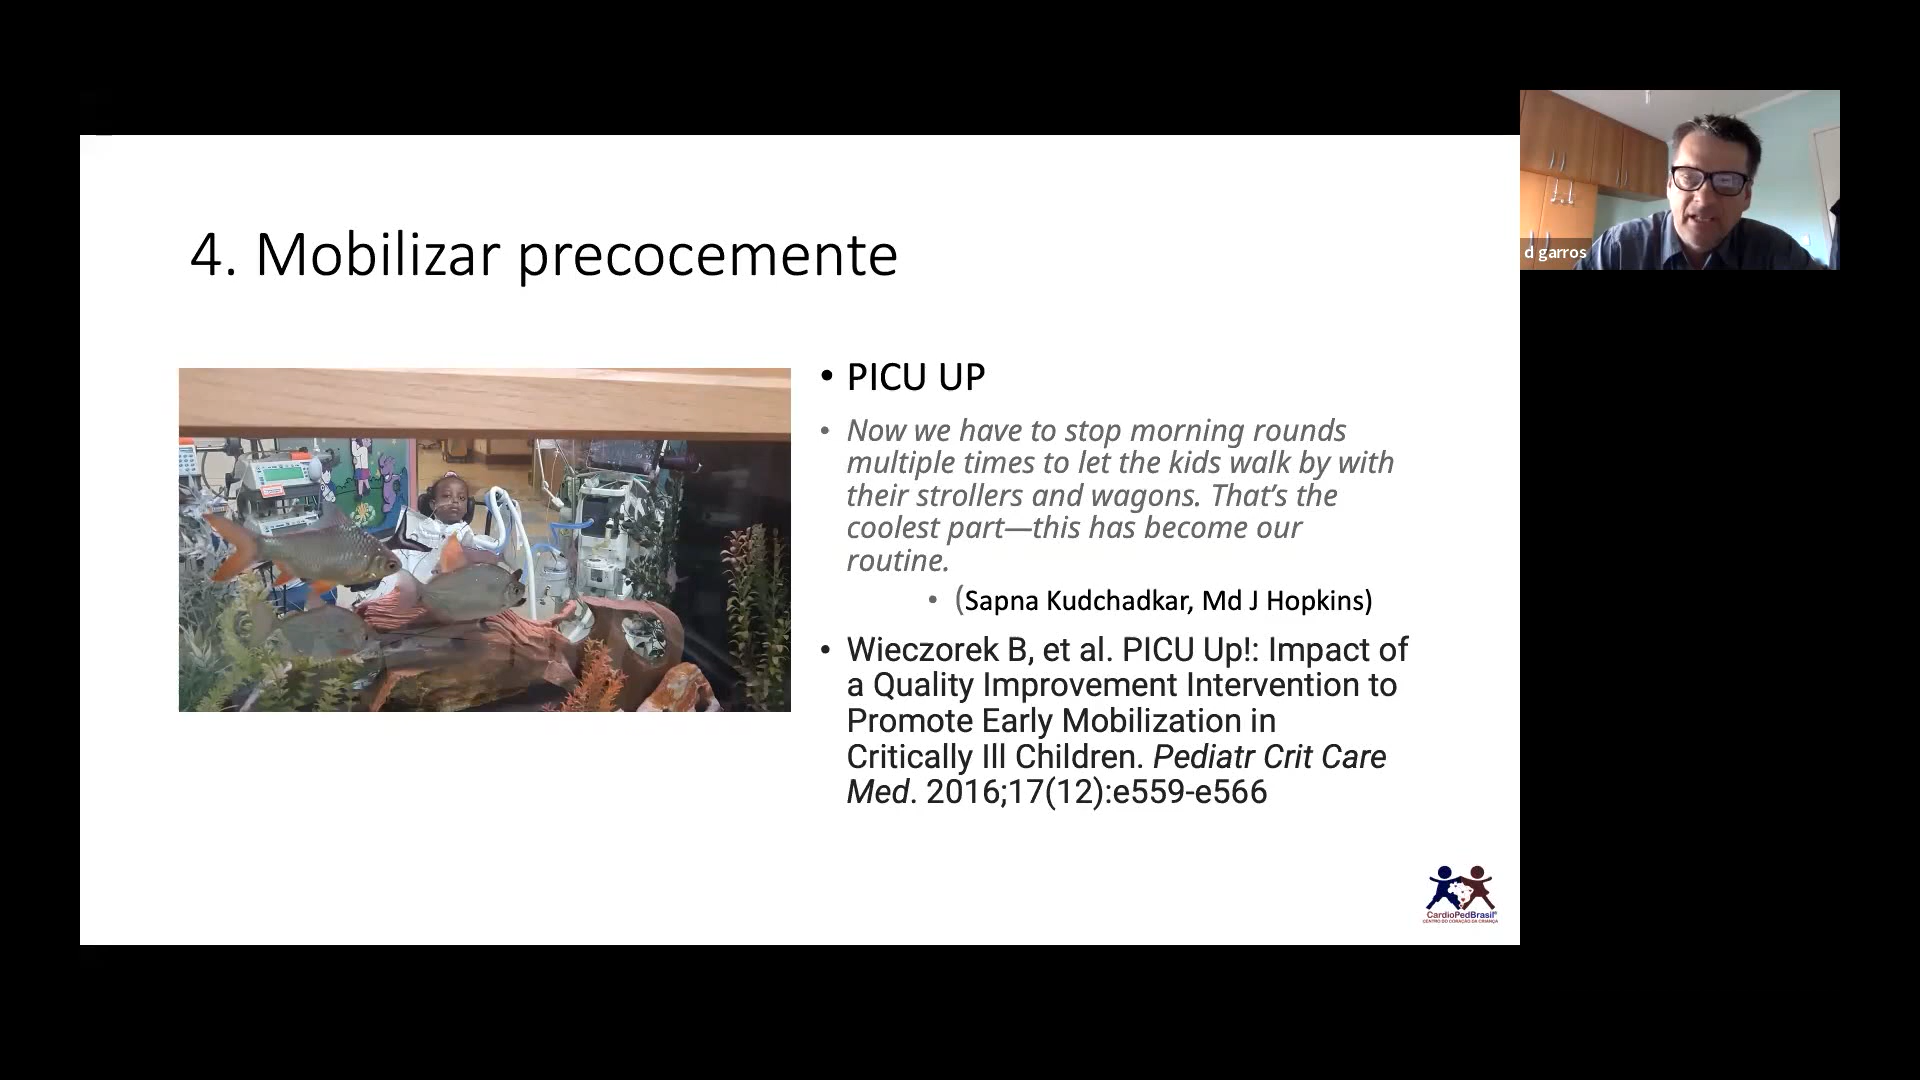 4. Mobilizar precocemente
• PICU UP
• Now we have to stop morning rounds
multiple times to let the kids walk by with
their strollers and wagons. That’s the
coolest part—this has become our
routine.
• (Sapna Kudchadkar, Md J Hopkins)
• Wieczorek B, et al. PICU Up!: Impact of
a Quality Improvement Intervention to
Promote Early Mobilization in
Critically Ill Children. Pediatr Crit Care
Med. 2016;17(12):e559-e566
d garros
CardioPedBrasil®
CENTRO DO CORAÇÃO DA CRIANÇA